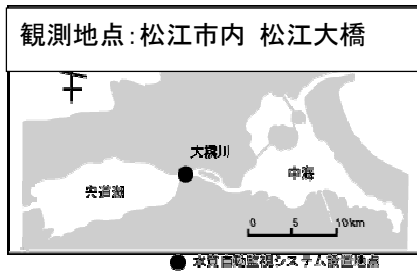 観測地点:松江市内 松江大橋
大橋川
宍道湖
中海
0 5 10km
●水質自動監視システム設置地点